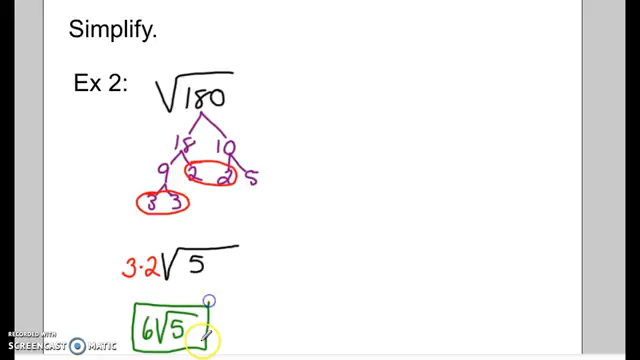 Simplify.
Ex 2: √180
18 10
9 2 2 5
3 3
3·2√5
6√5
RECORDED WITH
SCREENCAST MATIC